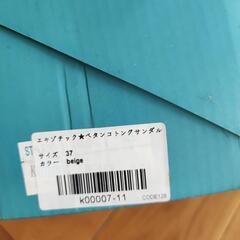 エキゾチック★ペタンコトングサンダル
サイズ 37
カラー beige
k00007-11
CODE128